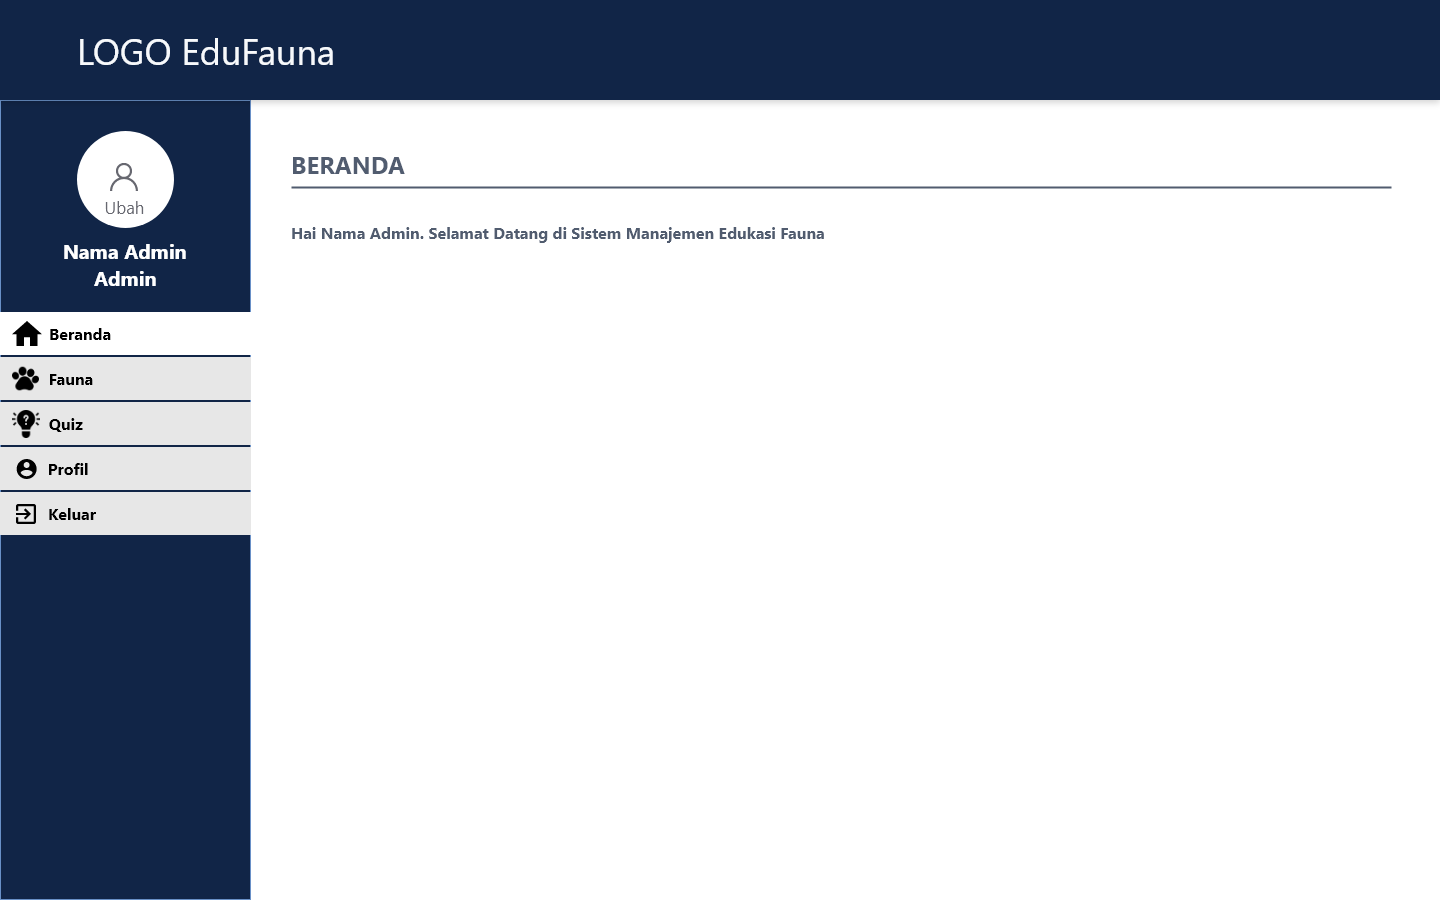 LOGO EduFauna
Ubah
Nama Admin
Admin
Beranda
Fauna
Quiz
Profil
Keluar
BERANDA
Hai Nama Admin. Selamat Datang di Sistem Manajemen Edukasi Fauna